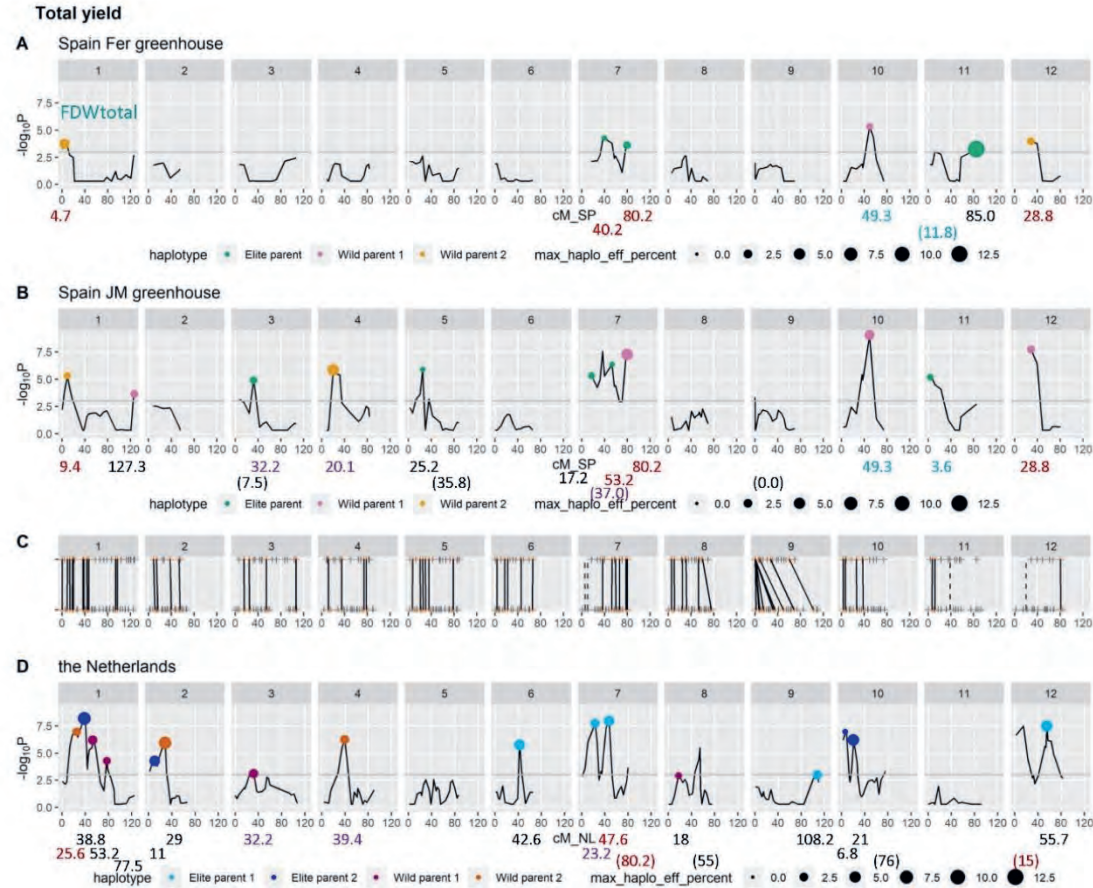 Total yield
A Spain Fer greenhouse
1 2 3 4 5 6 7 8 9 10 11 12
FDWtotal
-log₁₀P
7.5
5.0
2.5
0.0
0 40 80 120 0 40 80 120 0 40 80 120 0 40 80 120 0 40 80 120 0 40 80 120 0 40 80 120 0 40 80 120 0 40 80 120 0 40 80 120 0 40 80 120 0 40 80 120
4.7 cM_SP 80.2 49.3 85.0 28.8
40.2 (11.8)
haplotype Elite parent Wild parent 1 Wild parent 2 max_haplo_eff_percent 0.0 2.5 5.0 7.5 10.0 12.5
B Spain JM greenhouse
1 2 3 4 5 6 7 8 9 10 11 12
-log₁₀P
7.5
5.0
2.5
0.0
0 40 80 120 0 40 80 120 0 40 80 120 0 40 80 120 0 40 80 120 0 40 80 120 0 40 80 120 0 40 80 120 0 40 80 120 0 40 80 120 0 40 80 120 0 40 80 120
9.4 127.3 32.2 20.1 25.2 cM_SP 80.2 49.3 3.6 28.8
(7.5) (35.8) 17.2 53.2 (0.0)
(37.0)
haplotype Elite parent Wild parent 1 Wild parent 2 max_haplo_eff_percent 0.0 2.5 5.0 7.5 10.0 12.5
C
1 2 3 4 5 6 7 8 9 10 11 12
0 40 80 120 0 40 80 120 0 40 80 120 0 40 80 120 0 40 80 120 0 40 80 120 0 40 80 120 0 40 80 120 0 40 80 120 0 40 80 120 0 40 80 120 0 40 80 120
D the Netherlands
1 2 3 4 5 6 7 8 9 10 11 12
-log₁₀P
7.5
5.0
2.5
0.0
0 40 80 120 0 40 80 120 0 40 80 120 0 40 80 120 0 40 80 120 0 40 80 120 0 40 80 120 0 40 80 120 0 40 80 120 0 40 80 120 0 40 80 120 0 40 80 120
38.8 29 32.2 39.4 42.6 cM_NL 47.6 18 108.2 21 55.7
25.6 53.2 11 23.2 (80.2) (55) 6.8 (76) (15)
77.5
haplotype Elite parent 1 Elite parent 2 Wild parent 1 Wild parent 2 max_haplo_eff_percent 0.0 2.5 5.0 7.5 10.0 12.5